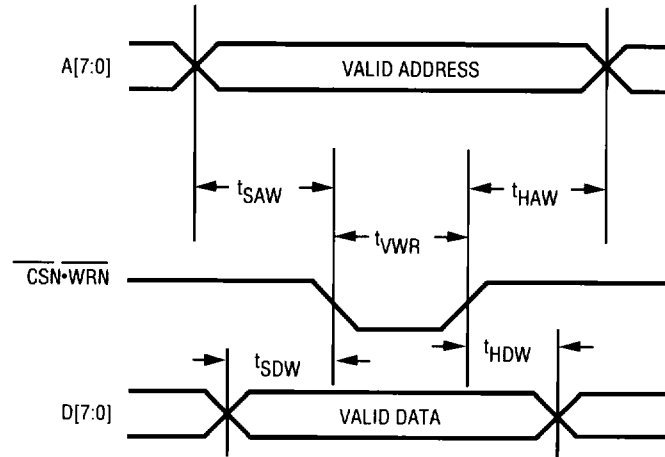 A[7:0]
VALID ADDRESS
tSAW
tHAW
tVWR
CSN•WRN
tSDW
tHDW
D[7:0]
VALID DATA